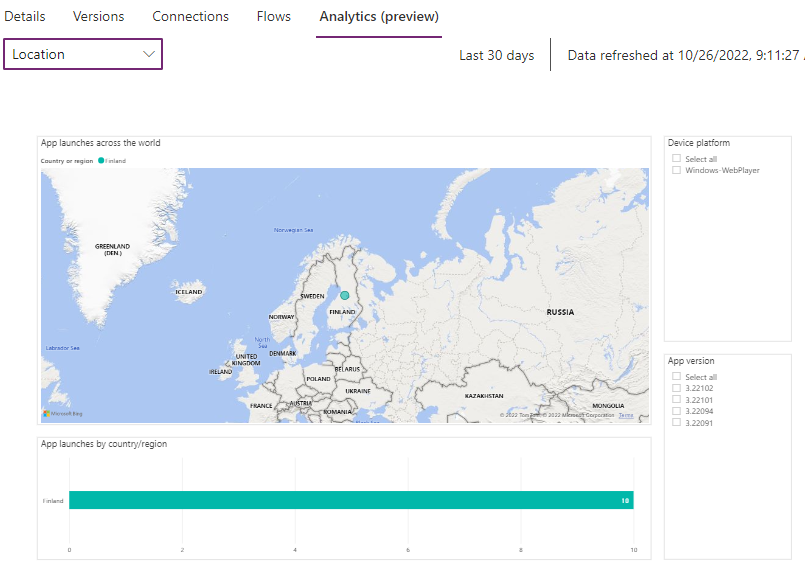 Details Versions Connections Flows Analytics (preview)
Location
Last 30 days
Data refreshed at 10/26/2022, 9:11:27
App launches across the world
Country or region Finland
GREENLAND
(DEN.)
Norwegian Sea
ICELAND
SWEDEN
FINLAND
NORWAY
RUSSIA
Labrador Sea
North
Sea
DENMARK
UNITED
KINGDOM
IRELAND
BELARUS
POLAND
UKRAINE
KAZAKHSTAN
FRANCE
AUSTRIA
ROMANIA
MONGOLIA
Microsoft Bing
© 2022 TomTom, © 2022 Microsoft Corporation Terms
App launches by country/region
Finland
10
0 2 4 6 8 10
Device platform
Select all
Windows-WebPlayer
App version
Select all
3.22102
3.22101
3.22094
3.22091